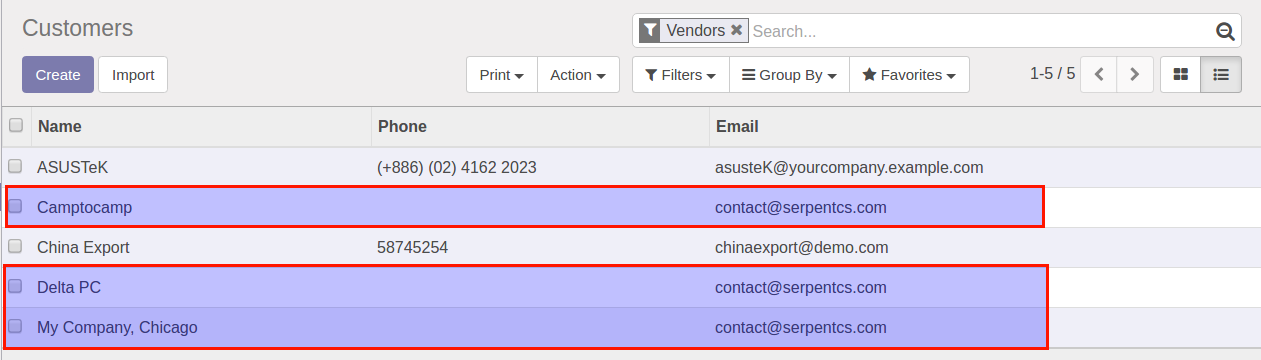 Customers
Vendors ✖ Search...
Create Import Print Action Filters Group By Favorites 1-5 / 5
Name Phone Email
ASUSTeK (+886) (02) 4162 2023 asusteK@yourcompany.example.com
Camptocamp contact@serpentcs.com
China Export 58745254 chinaexport@demo.com
Delta PC contact@serpentcs.com
My Company, Chicago contact@serpentcs.com